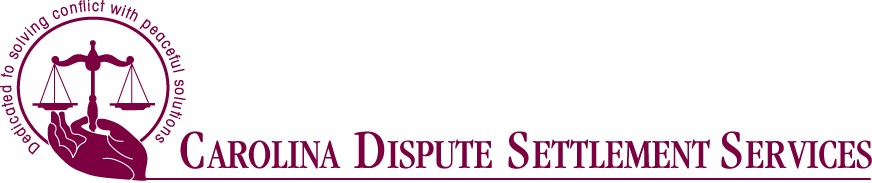 Dedicated to solving conflict with peaceful solutions
CAROLINA DISPUTE SETTLEMENT SERVICES